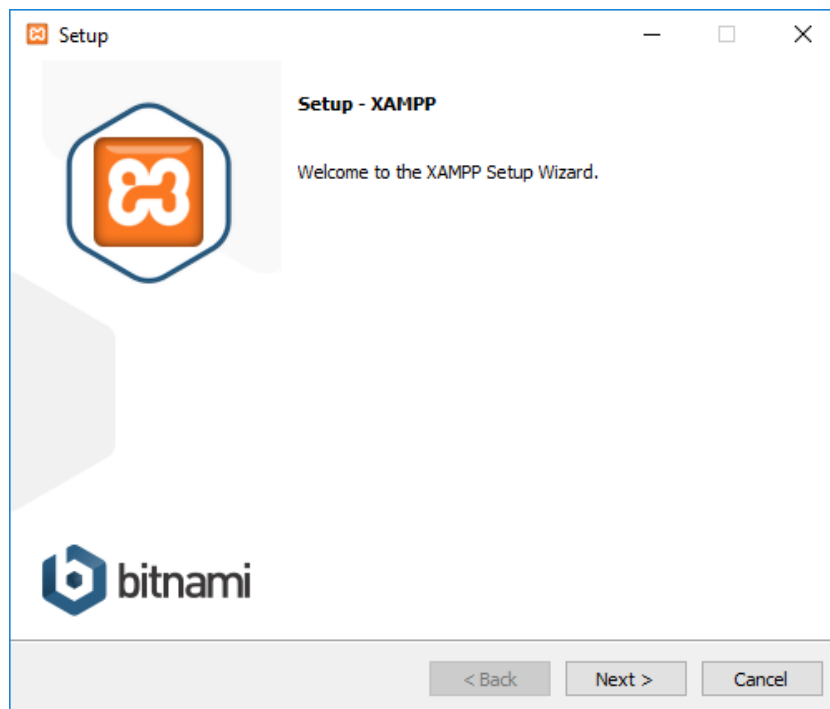 Setup
Setup - XAMPP
Welcome to the XAMPP Setup Wizard.
bitnami
< Back
Next >
Cancel